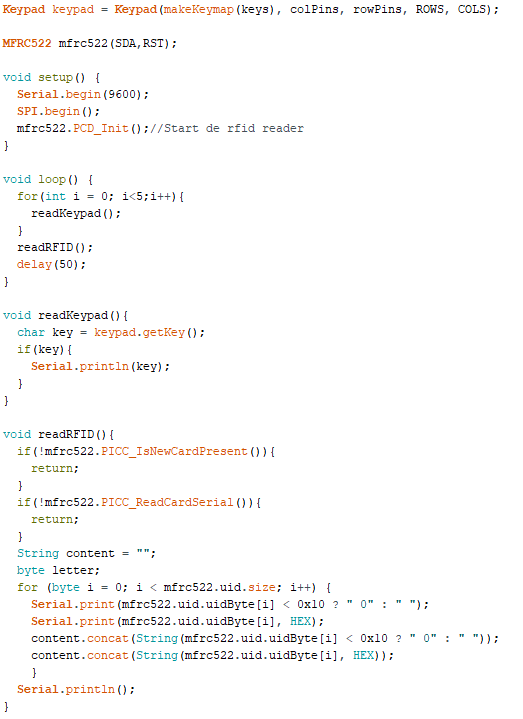 Keypad keypad = Keypad(makeKeymap(keys), colPins, rowPins, ROWS, COLS);

MFRC522 mfrc522(SDA,RST);

void setup() {
  Serial.begin(9600);
  SPI.begin();
  mfrc522.PCD_Init();//Start de rfid reader
}

void loop() {
  for(int i = 0; i<5;i++){
    readKeypad();
  }
  readRFID();
  delay(50);
}

void readKeypad(){
  char key = keypad.getKey();
  if(key){
    Serial.println(key);
  }
}

void readRFID(){
  if(!mfrc522.PICC_IsNewCardPresent()){
    return;
  }
  if(!mfrc522.PICC_ReadCardSerial()){
    return;
  }
  String content = "";
  byte letter;
  for (byte i = 0; i < mfrc522.uid.size; i++) {
    Serial.print(mfrc522.uid.uidByte[i] < 0x10 ? " 0" : " ");
    Serial.print(mfrc522.uid.uidByte[i], HEX);
    content.concat(String(mfrc522.uid.uidByte[i] < 0x10 ? " 0" : " "));
    content.concat(String(mfrc522.uid.uidByte[i], HEX));
    }
  Serial.println();
}